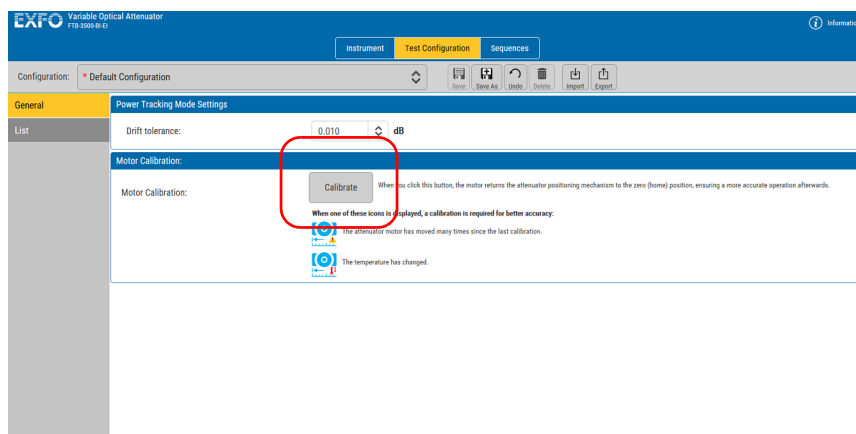 EXFO Variable Optical Attenuator
FTB-3500-BI-EI
Informatio
Instrument Test Configuration Sequences
Configuration: * Default Configuration
Save Save As Undo Delete Import Export
General
List
Power Tracking Mode Settings
Drift tolerance: 0.010 dB
Motor Calibration:
Motor Calibration: Calibrate When you click this button, the motor returns the attenuator positioning mechanism to the zero (home) position, ensuring a more accurate operation afterwards.
When one of these icons is displayed, a calibration is required for better accuracy:
The attenuator motor has moved many times since the last calibration.
The temperature has changed.